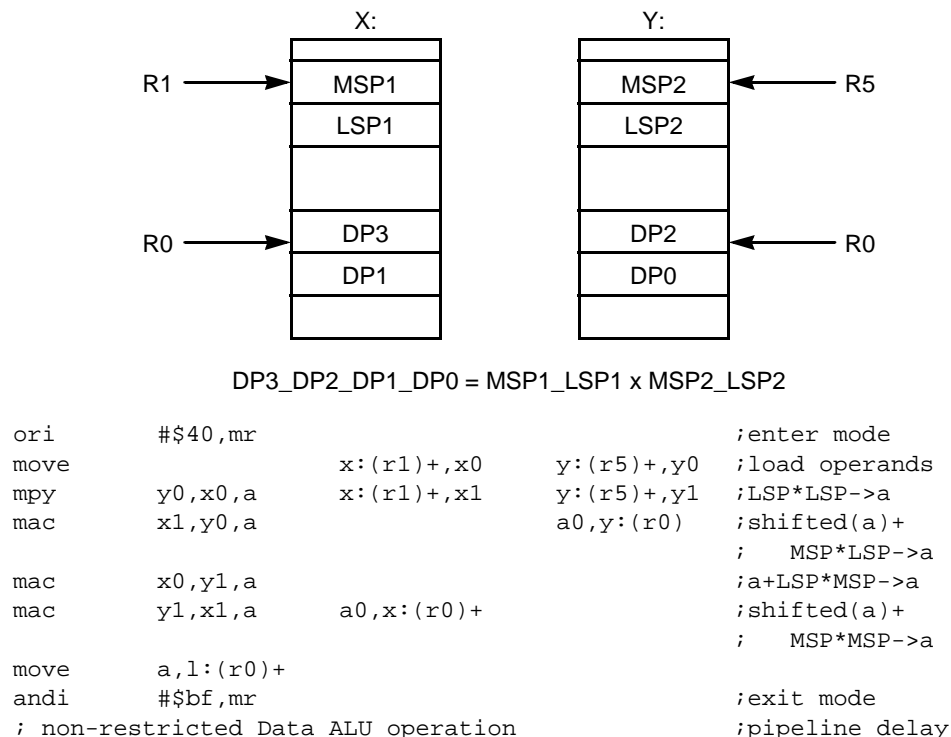 X: Y:
R1 MSP1 MSP2 R5
LSP1 LSP2
R0 DP3 DP2 R0
DP1 DP0
DP3_DP2_DP1_DP0 = MSP1_LSP1 x MSP2_LSP2
ori #$40,mr ;enter mode
move x:(r1)+,x0 y:(r5)+,y0 ;load operands
mpy y0,x0,a x:(r1)+,x1 y:(r5)+,y1 ;LSP*LSP->a
mac x1,y0,a a0,y:(r0) ;shifted(a)+
; MSP*LSP->a
mac x0,y1,a ;a+LSP*MSP->a
mac y1,x1,a a0,x:(r0)+ ;shifted(a)+
; MSP*MSP->a
move a,l:(r0)+
andi #$bf,mr ;exit mode
; non-restricted Data ALU operation ;pipeline delay